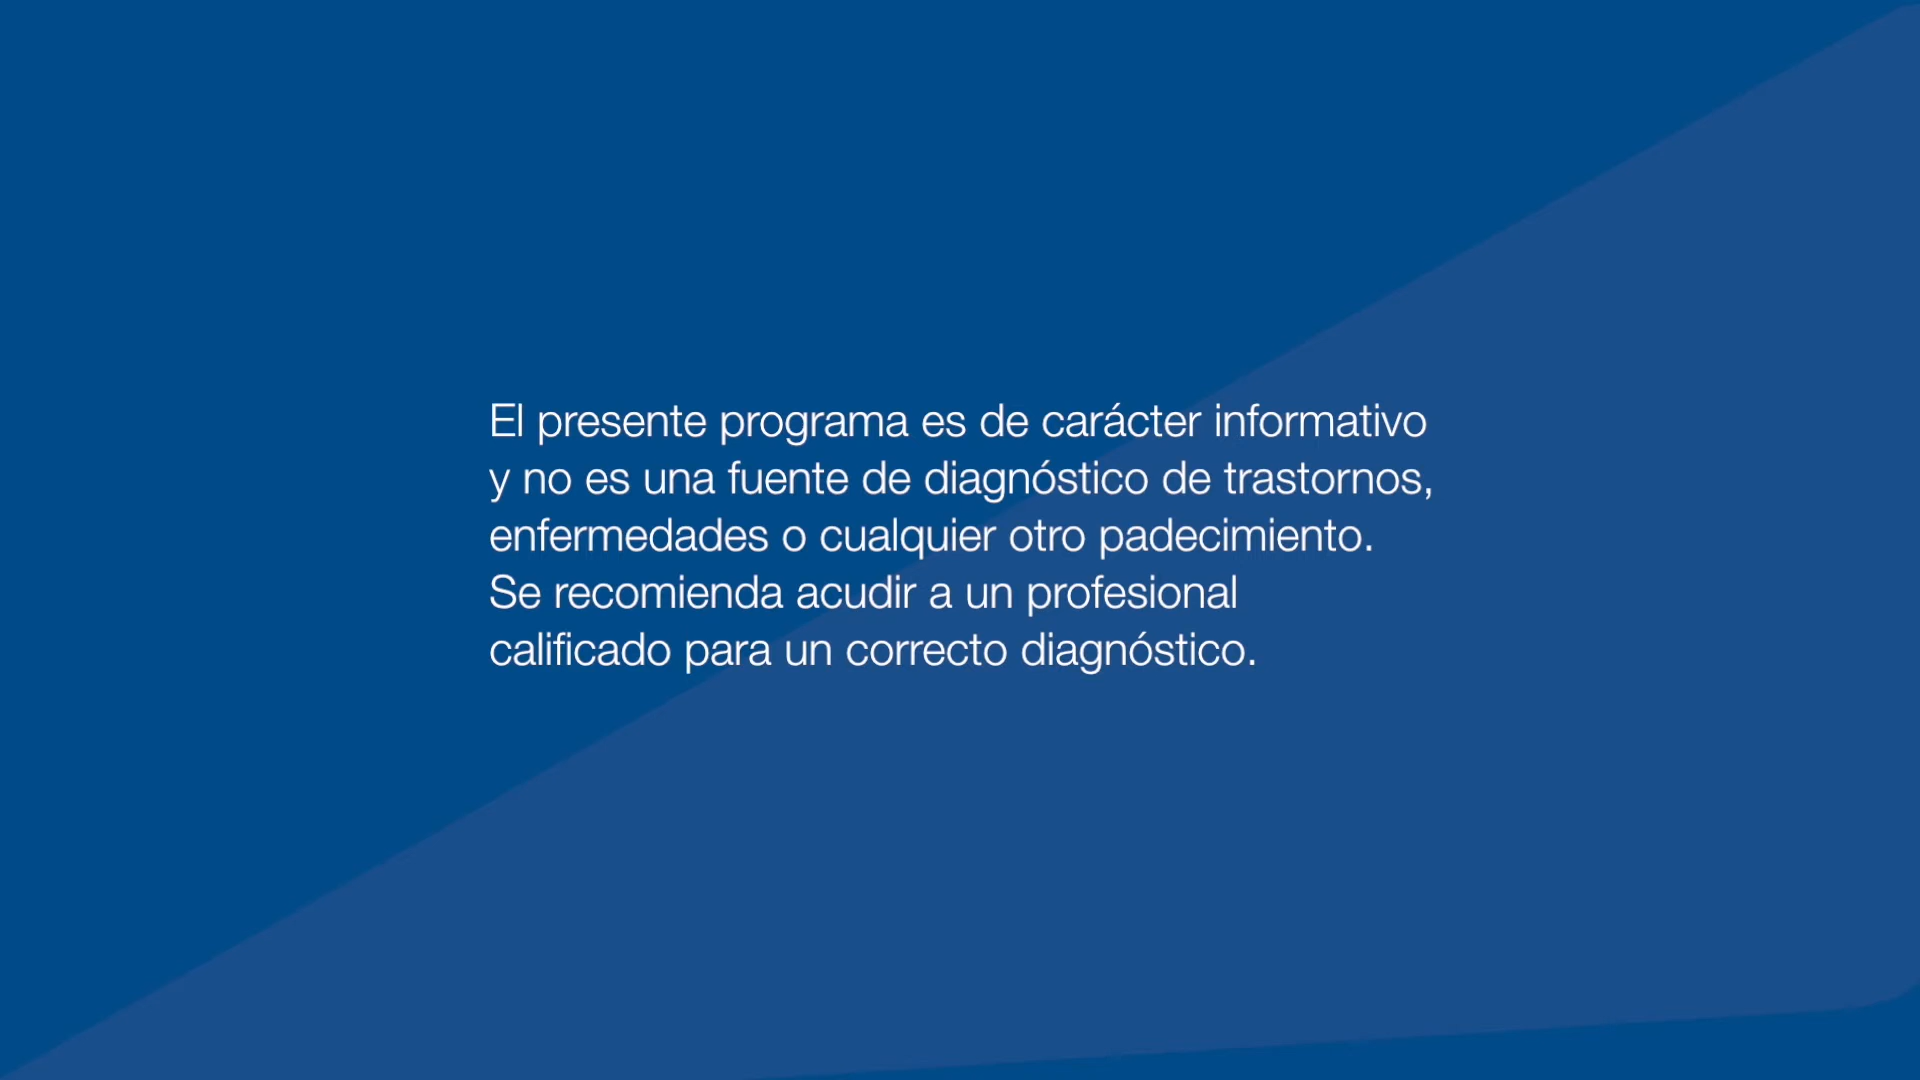 El presente programa es de carácter informativo
y no es una fuente de diagnóstico de trastornos,
enfermedades o cualquier otro padecimiento.
Se recomienda acudir a un profesional
calificado para un correcto diagnóstico.